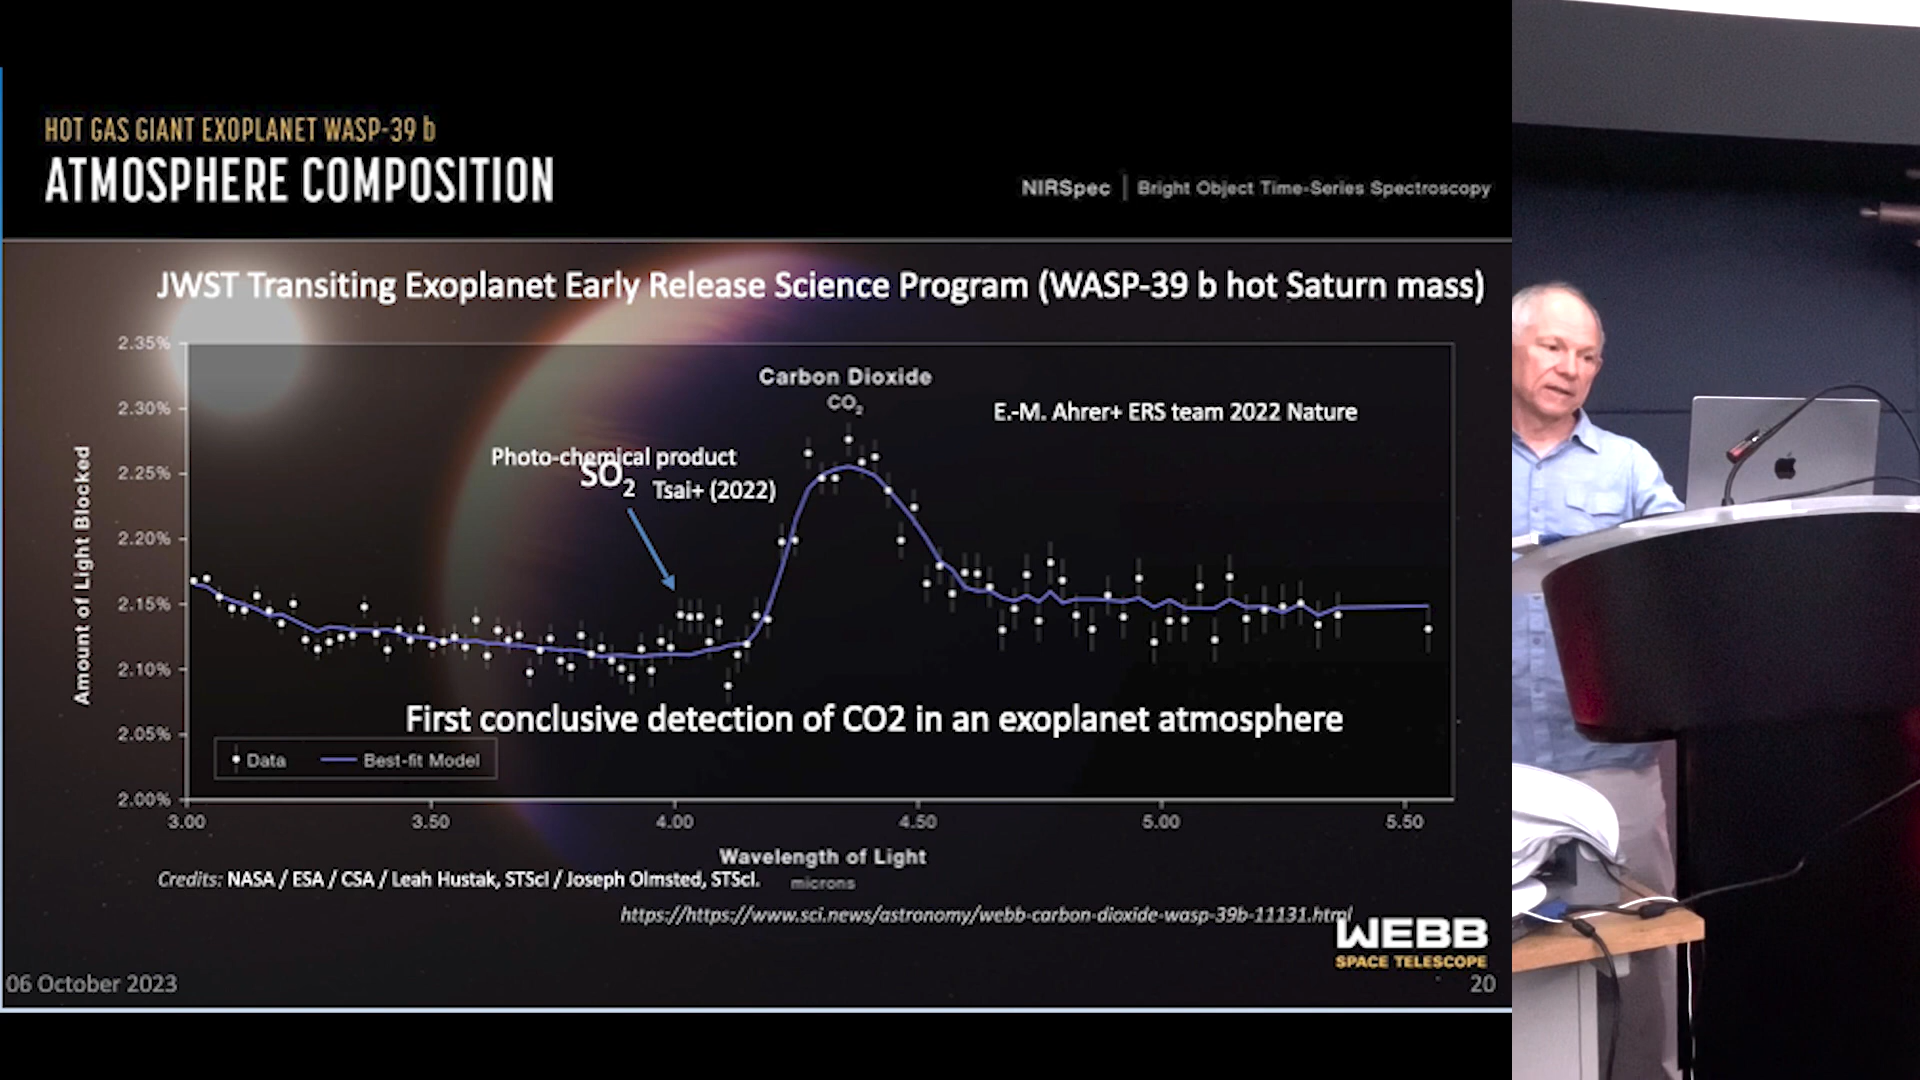 HOT GAS GIANT EXOPLANET WASP-39 b
ATMOSPHERE COMPOSITION
NIRSpec | Bright Object Time-Series Spectroscopy
JWST Transiting Exoplanet Early Release Science Program (WASP-39 b hot Saturn mass)
2.35%
2.30%
2.25%
2.20%
2.15%
2.10%
2.05%
2.00%
Amount of Light Blocked
Carbon Dioxide
CO2
E.-M. Ahrer+ ERS team 2022 Nature
Photo-chemical product
SO2 Tsai+ (2022)
First conclusive detection of CO2 in an exoplanet atmosphere
Data Best-fit Model
3.00 3.50 4.00 4.50 5.00 5.50
Wavelength of Light
microns
Credits: NASA / ESA / CSA / Leah Hustak, STScI / Joseph Olmsted, STScI.
https://https://www.sci.news/astronomy/webb-carbon-dioxide-wasp-39b-11131.html
WEBB
SPACE TELESCOPE
06 October 2023
20